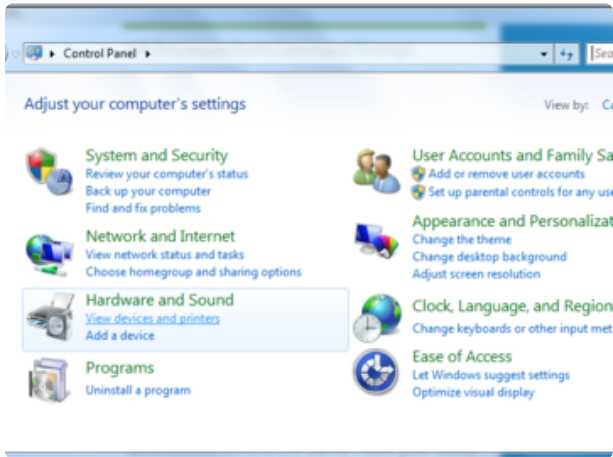 Control Panel
Sea
Adjust your computer's settings
View by:
System and Security
Review your computer's status
Back up your computer
Find and fix problems
Network and Internet
View network status and tasks
Choose homegroup and sharing options
Hardware and Sound
View devices and printers
Add a device
Programs
Uninstall a program
User Accounts and Family Sa
Add or remove user accounts
Set up parental controls for any use
Appearance and Personalizat
Change the theme
Change desktop background
Adjust screen resolution
Clock, Language, and Region
Change keyboards or other input met
Ease of Access
Let Windows suggest settings
Optimize visual display